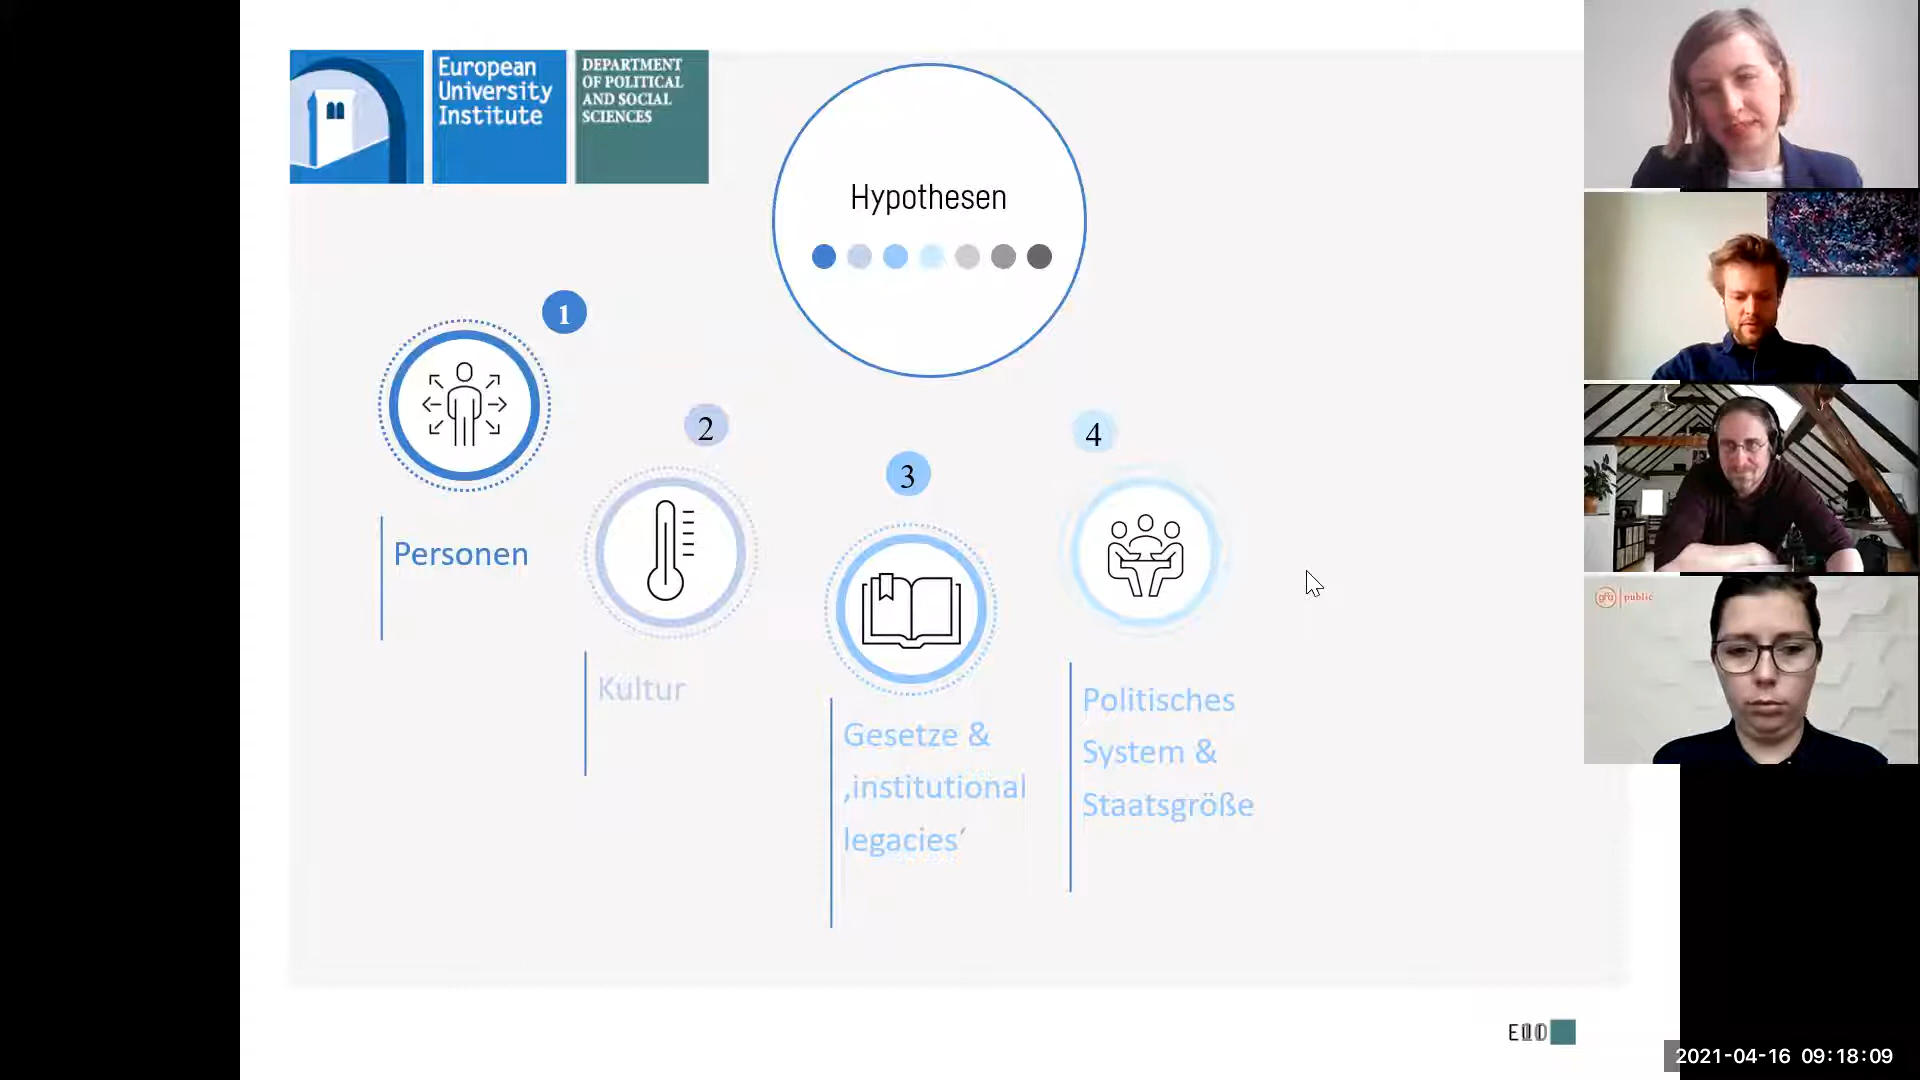 European
University
Institute
DEPARTMENT
OF POLITICAL
AND SOCIAL
SCIENCES
Hypothesen
1
2
3
4
Personen
Kultur
Gesetze &
‚institutional
legacies‘
Politisches
System &
Staatsgröße
public
2021-04-16 09:18:09